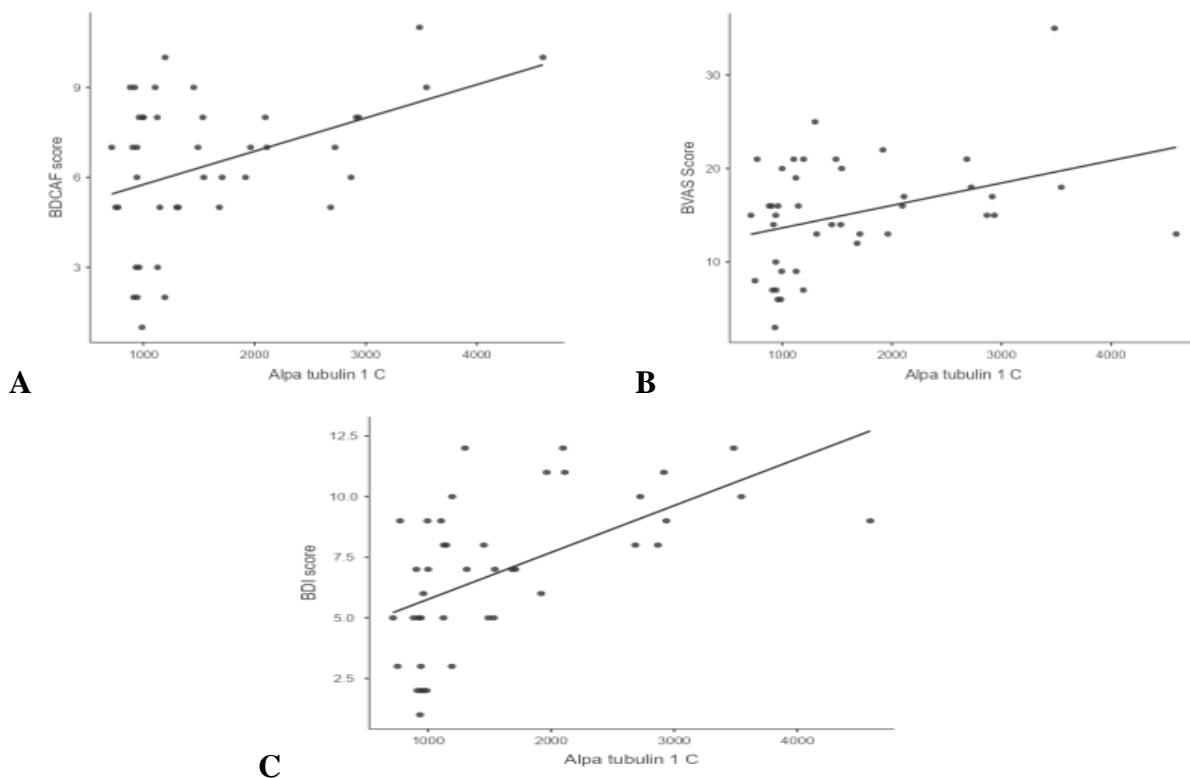 BDCAF score
9
6
3
1000 2000 3000 4000
Alpa tubulin 1 C
A
BVAS Score
30
20
10
1000 2000 3000 4000
Alpa tubulin 1 C
B
BDI score
12.5
10.0
7.5
5.0
2.5
1000 2000 3000 4000
Alpa tubulin 1 C
C